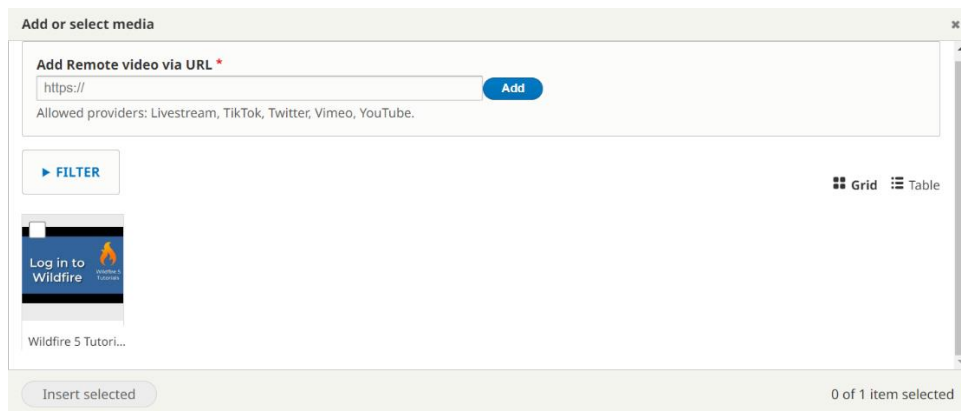 Add or select media
Add Remote video via URL *
https://
Add
Allowed providers: Livestream, TikTok, Twitter, Vimeo, YouTube.
FILTER
Grid
Table
Log in to
Wildfire
Wildfire 5
Tutorials
Wildfire 5 Tutori...
Insert selected
0 of 1 item selected